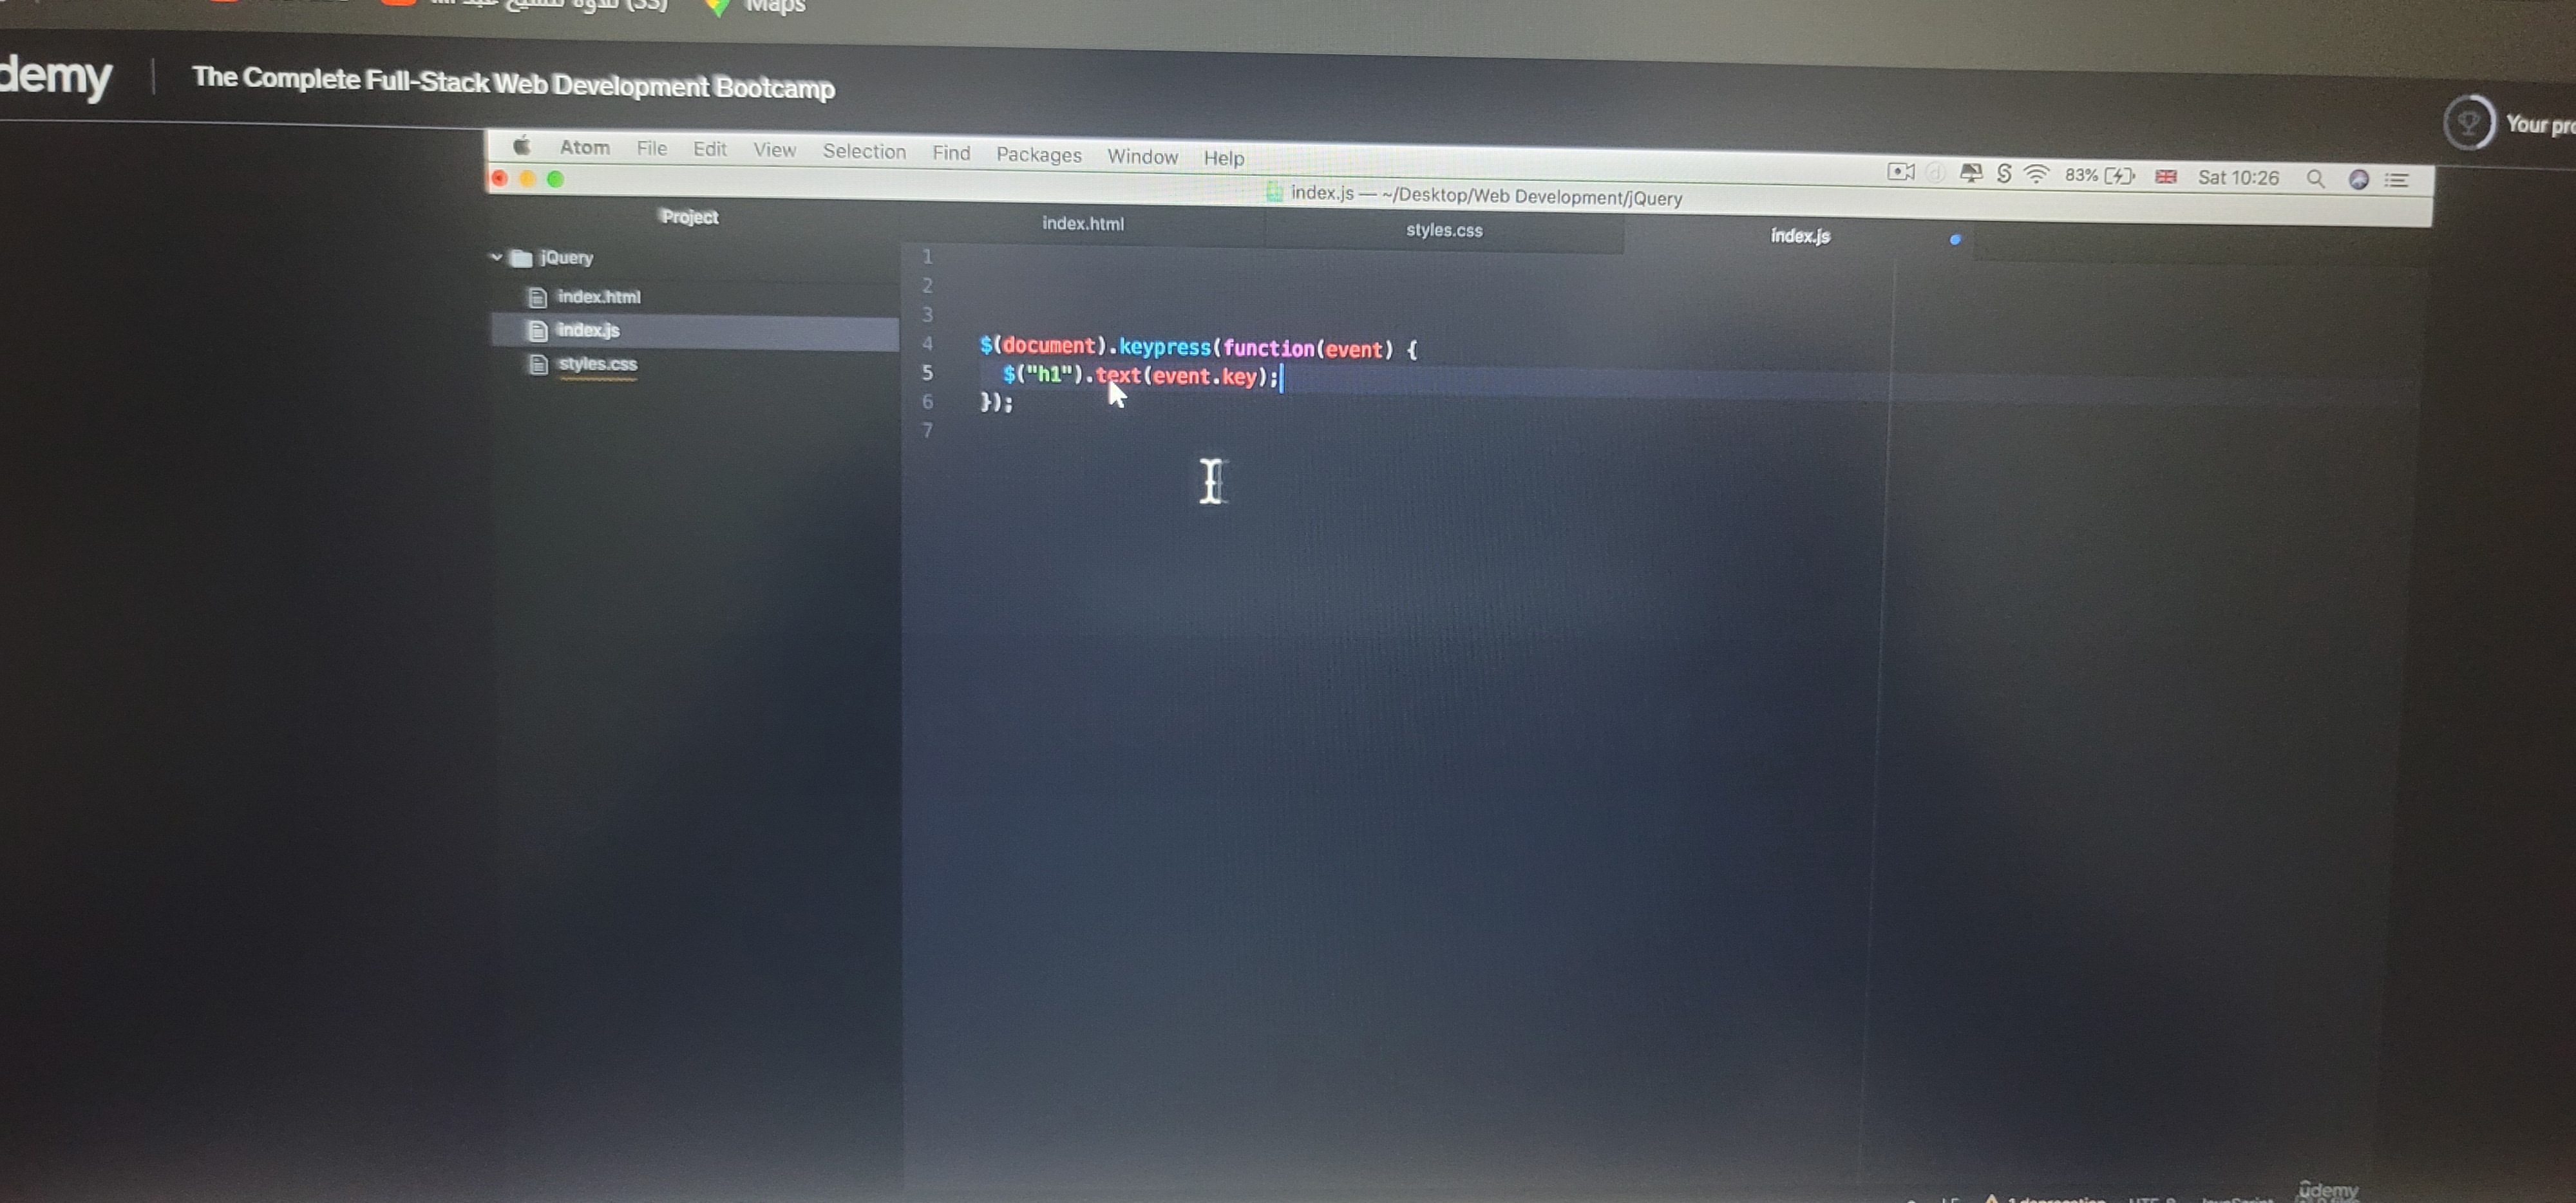 (33)
Maps
demy
The Complete Full-Stack Web Development Bootcamp
Your pr
Atom File Edit View Selection Find Packages Window Help
83% Sat 10:26
index.js — ~/Desktop/Web Development/jQuery
Project
index.html
styles.css
index.js
jQuery
index.html
index.js
styles.css
1
2
3
4 $(document).keypress(function(event) {
5 $("h1").text(event.key);
6 });
7
ûdemy